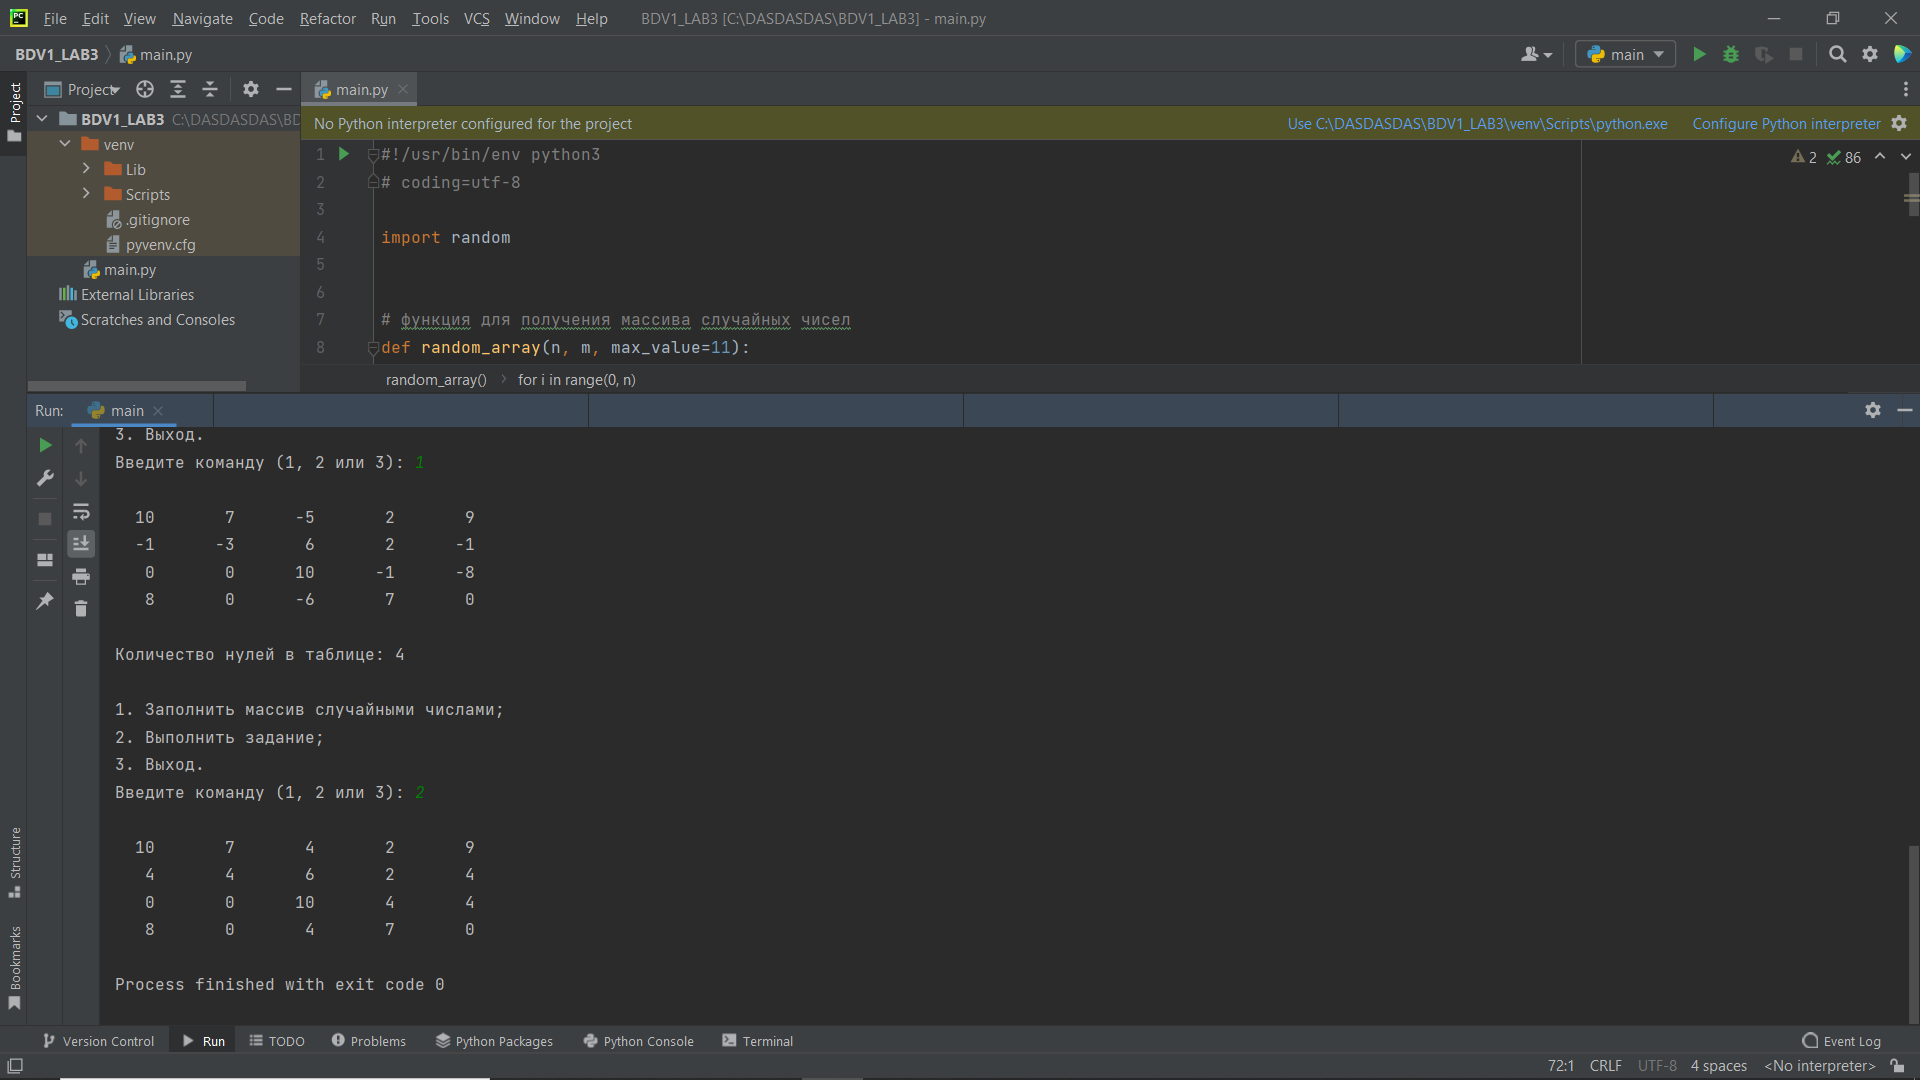 File Edit View Navigate Code Refactor Run Tools VCS Window Help BDV1_LAB3 [C:\DASDASDAS\BDV1_LAB3] - main.py
BDV1_LAB3 main.py
main
Project
Project
main.py
BDV1_LAB3 C:\DASDASDAS\BD
venv
Lib
Scripts
.gitignore
pyvenv.cfg
main.py
External Libraries
Scratches and Consoles
No Python interpreter configured for the project Use C:\DASDASDAS\BDV1_LAB3\venv\Scripts\python.exe Configure Python interpreter
2 86
1 #!/usr/bin/env python3
2 # coding=utf-8
3
4 import random
5
6
7 # функция для получения массива случайных чисел
8 def random_array(n, m, max_value=11):
random_array() for i in range(0, n)
Run: main
3. Выход.
Введите команду (1, 2 или 3): 1
10 7 -5 2 9
-1 -3 6 2 -1
0 0 10 -1 -8
8 0 -6 7 0
Количество нулей в таблице: 4
1. Заполнить массив случайными числами;
2. Выполнить задание;
3. Выход.
Введите команду (1, 2 или 3): 2
10 7 4 2 9
4 4 6 2 4
0 0 10 4 4
8 0 4 7 0
Process finished with exit code 0
Structure
Bookmarks
Version Control Run TODO Problems Python Packages Python Console Terminal Event Log
72:1 CRLF UTF-8 4 spaces <No interpreter>